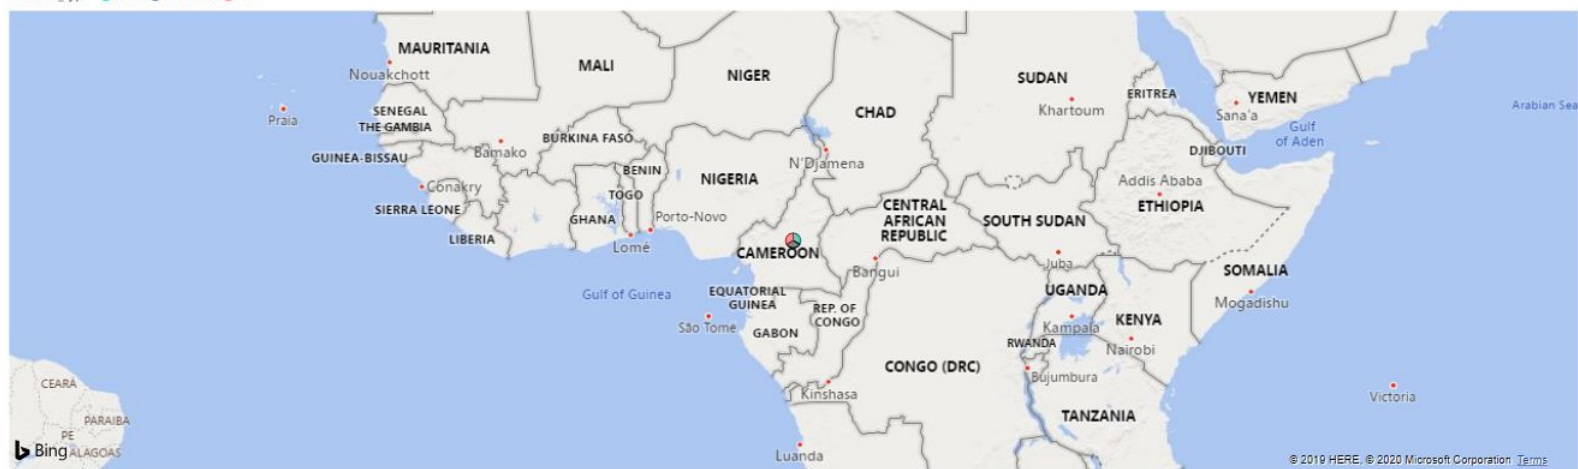 MAURITANIA
Nouakchott
MALI
NIGER
CHAD
SUDAN
Khartoum
ERITREA
YEMEN
Sana'a
Arabian Sea
Gulf
of Aden
Praia
SENEGAL
THE GAMBIA
BURKINA FASO
Bamako
GUINEA-BISSAU
BENIN
N'Djamena
DJIBOUTI
NIGERIA
TOGO
Conakry
SIERRA LEONE
GHANA
Porto-Novo
LIBERIA
Lomé
CENTRAL
AFRICAN
REPUBLIC
SOUTH SUDAN
Addis Ababa
ETHIOPIA
CAMEROON
Bangui
Juba
SOMALIA
Mogadishu
Gulf of Guinea
EQUATORIAL
GUINEA
REP. OF
CONGO
UGANDA
São Tomé
GABON
Kampala
KENYA
RWANDA
Nairobi
CONGO (DRC)
Bujumbura
Kinshasa
TANZANIA
Victoria
CEARÁ
PARAIBA
PE
ALAGOAS
Bing
Luanda
© 2019 HERE, © 2020 Microsoft Corporation Terms